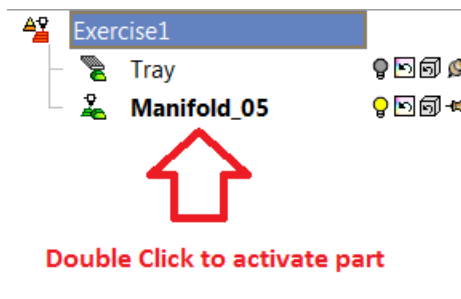 Exercise1
Tray
Manifold_05
Double Click to activate part